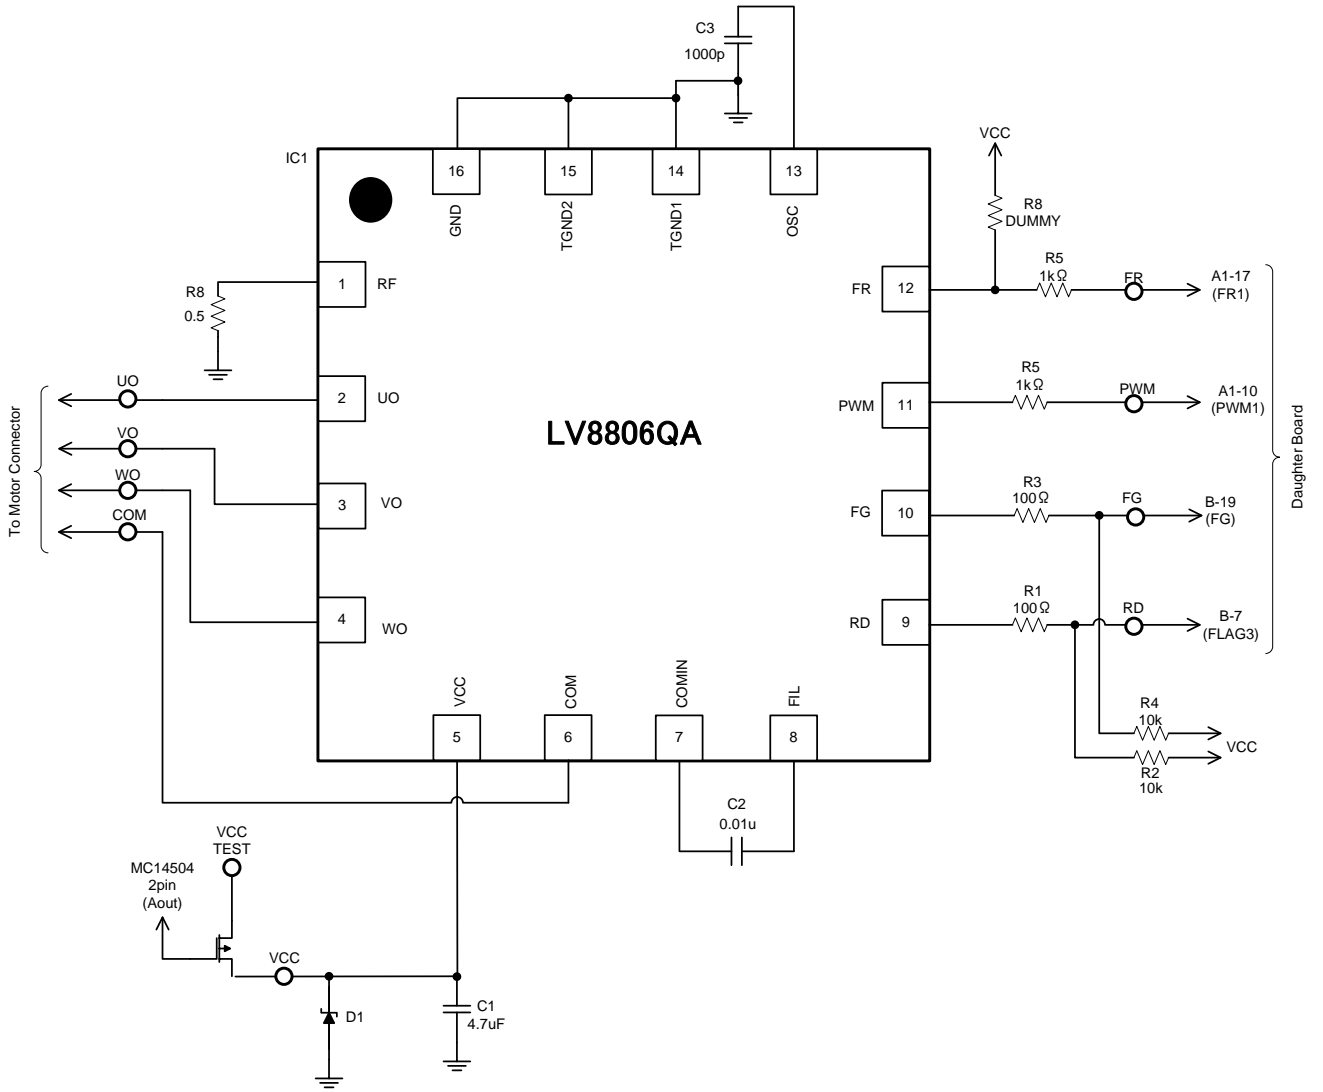 C3
1000p
IC1
16
15
14
13
GND
TGND2
TGND1
OSC
VCC
R8
DUMMY
1
RF
R8
0.5
FR
12
R5
1kΩ
FR
A1-17
(FR1)
UO
2
UO
VO
WO
COM
To Motor Connector
3
VO
4
WO
LV8806QA
PWM
11
R5
1kΩ
PWM
A1-10
(PWM1)
FG
10
R3
100Ω
FG
B-19
(FG)
RD
9
R1
100Ω
RD
B-7
(FLAG3)
Daughter Board
R4
10k
VCC
R2
10k
VCC
COM
COMIN
FIL
5
6
7
8
C2
0.01u
VCC
TEST
MC14504
2pin
(Aout)
VCC
D1
C1
4.7uF